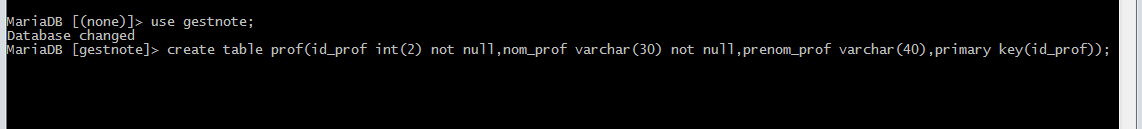 MariaDB [(none)]> use gestnote;
Database changed
MariaDB [gestnote]> create table prof(id_prof int(2) not null,nom_prof varchar(30) not null,prenom_prof varchar(40),primary key(id_prof));